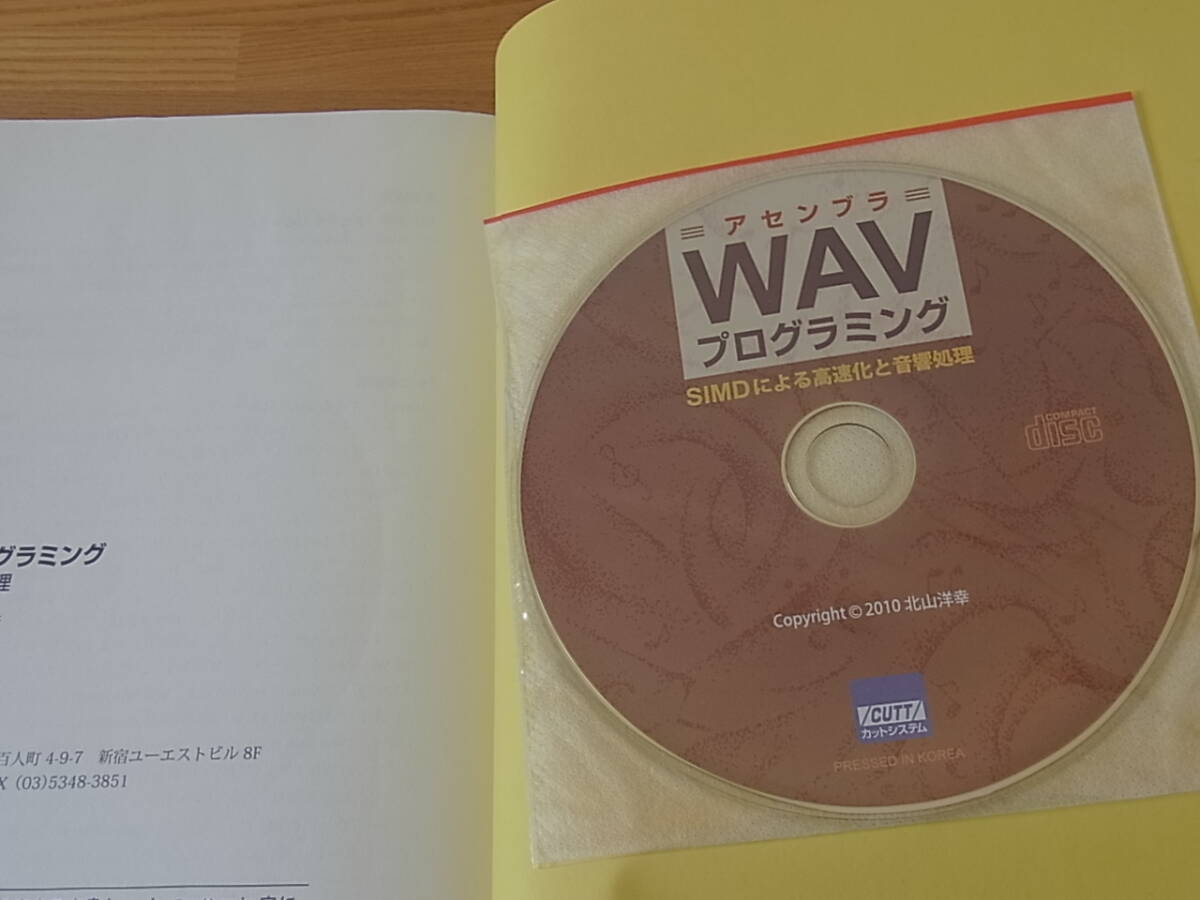 グラミング
理
百人町 4-9-7 新宿ユーエストビル 8F
X (03)5348-3851
アセンブラ
WAV
プログラミング
SIMDによる高速化と音響処理
COMPACT
disc
Copyright © 2010 北山洋幸
CUTT
カットシステム
PRESSED IN KOREA